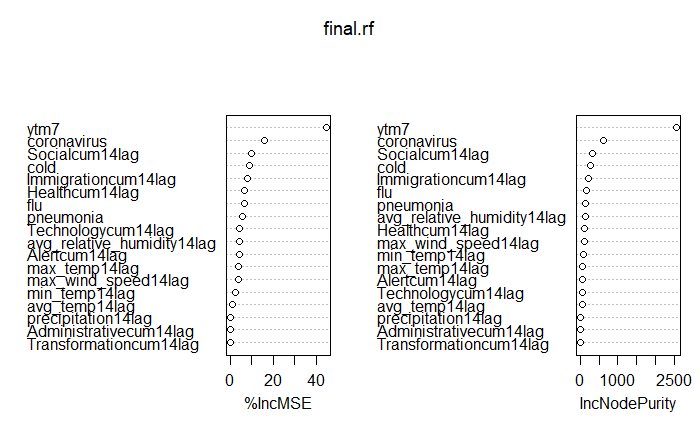 final.rf
ytm7
coronavirus
Socialcum14lag
cold
Immigrationcum14lag
Healthcum14lag
flu
pneumonia
Technologycum14lag
avg_relative_humidity14lag
Alertcum14lag
max_temp14lag
max_wind_speed14lag
min_temp14lag
avg_temp14lag
precipitation14lag
Administrativecum14lag
Transformationcum14lag
0 20 40
%IncMSE
ytm7
coronavirus
Socialcum14lag
cold
Immigrationcum14lag
flu
pneumonia
avg_relative_humidity14lag
Healthcum14lag
max_wind_speed14lag
min_temp14lag
max_temp14lag
Alertcum14lag
Technologycum14lag
avg_temp14lag
precipitation14lag
Administrativecum14lag
Transformationcum14lag
0 1000 2500
IncNodePurity